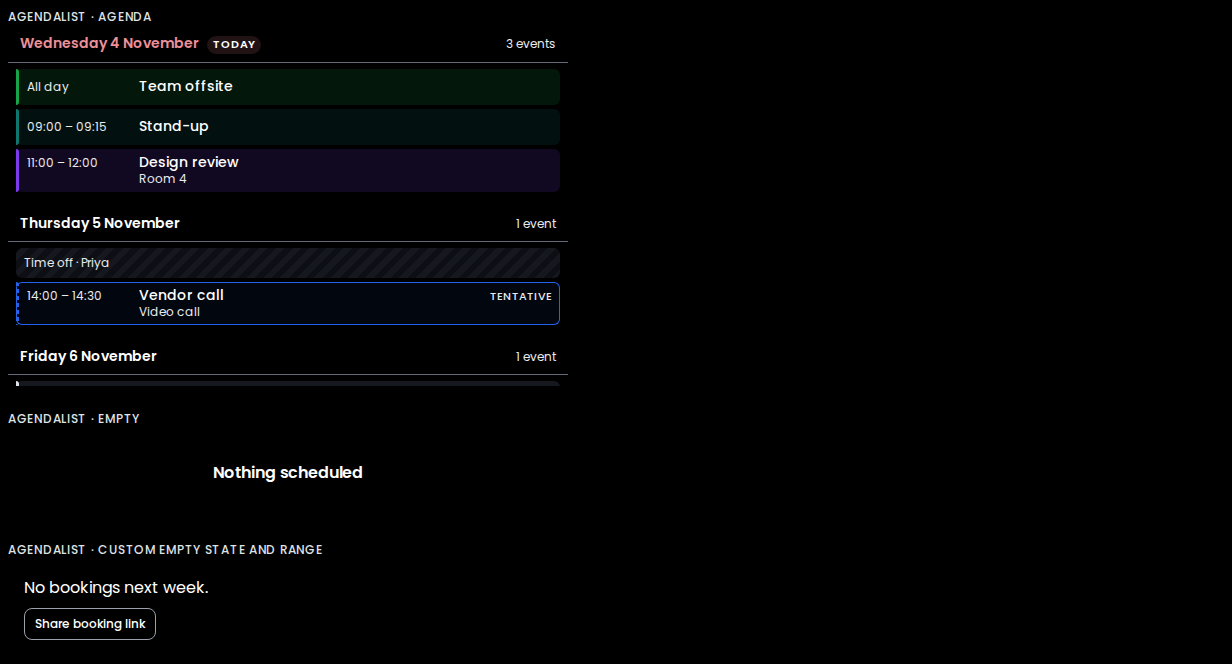 AGENDALIST · AGENDA
Wednesday 4 November TODAY 3 events
All day Team offsite
09:00 – 09:15 Stand-up
11:00 – 12:00 Design review
Room 4
Thursday 5 November 1 event
Time off · Priya
14:00 – 14:30 Vendor call TENTATIVE
Video call
Friday 6 November 1 event
AGENDALIST · EMPTY
Nothing scheduled
AGENDALIST · CUSTOM EMPTY STATE AND RANGE
No bookings next week.
Share booking link